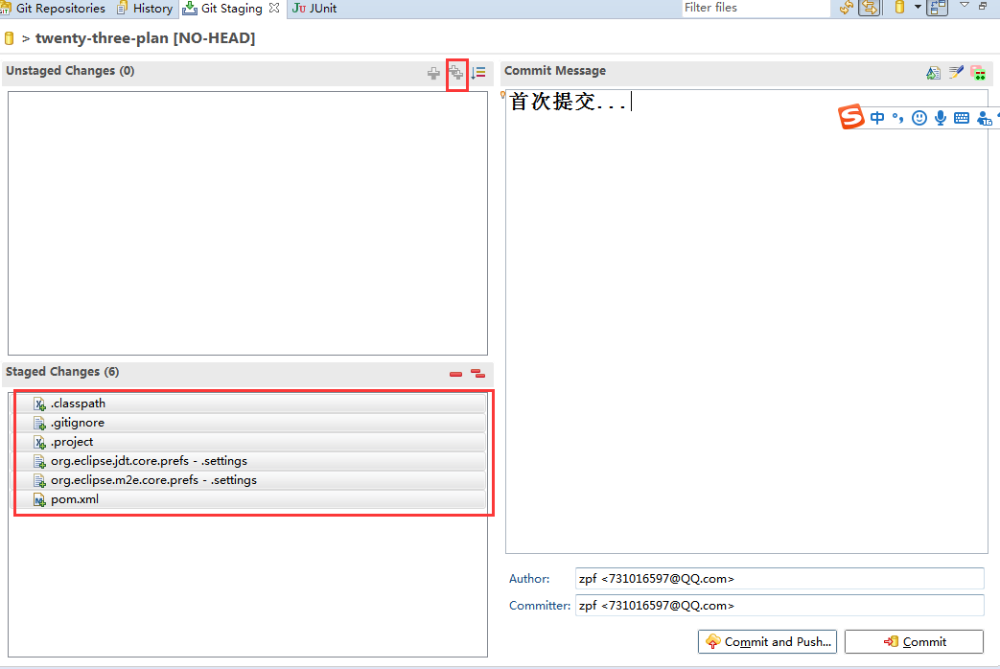 Git Repositories History Git Staging Ju JUnit Filter files
> twenty-three-plan [NO-HEAD]
Unstaged Changes (0)
Commit Message
首次提交...
中
Staged Changes (6)
.classpath
.gitignore
.project
org.eclipse.jdt.core.prefs - .settings
org.eclipse.m2e.core.prefs - .settings
pom.xml
Author: zpf <731016597@QQ.com>
Committer: zpf <731016597@QQ.com>
Commit and Push... Commit